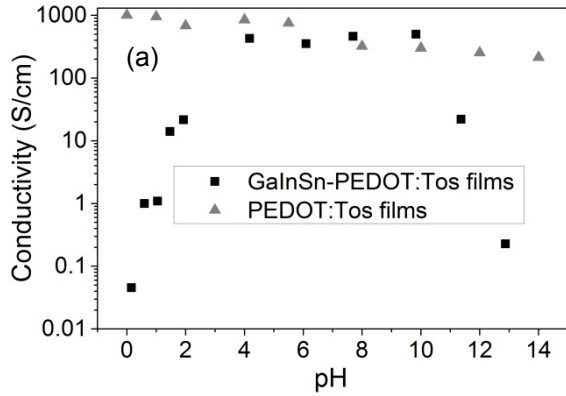 1000
(a)
100
10
1
0.1
0.01
Conductivity (S/cm)
GaInSn-PEDOT:Tos films
PEDOT:Tos films
0 2 4 6 8 10 12 14
pH